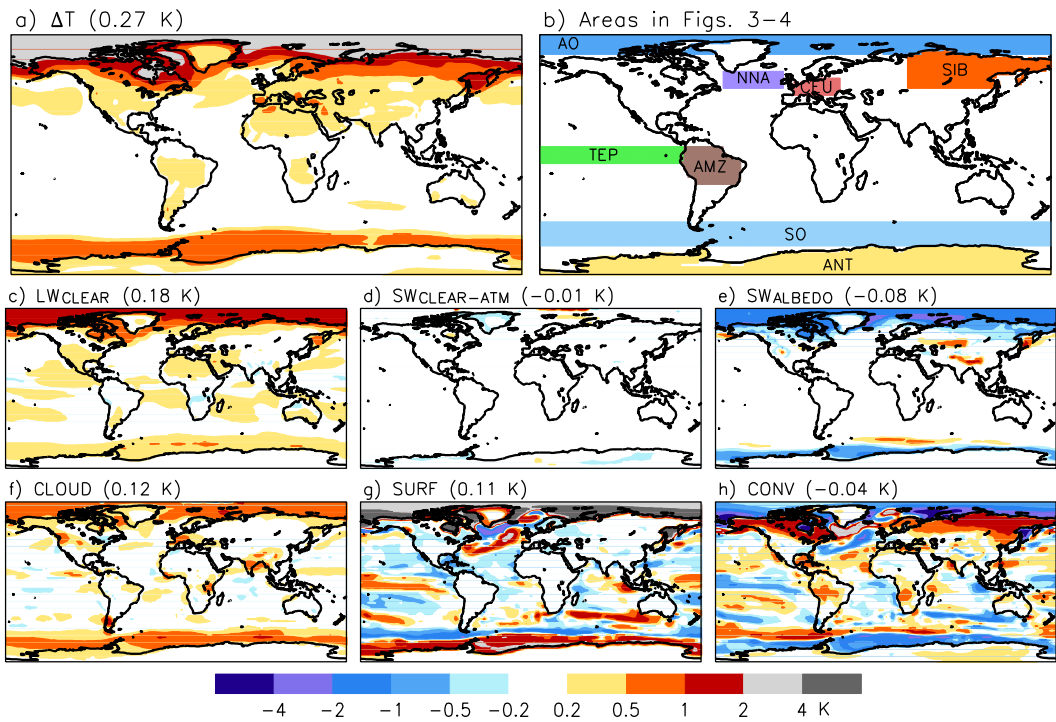 a) ΔT (0.27 K)
b) Areas in Figs. 3-4
AO
NNA
CEU
SIB
TEP
AMZ
SO
ANT
c) LWCLEAR (0.18 K)
d) SWCLEAR-ATM (-0.01 K)
e) SWALBEDO (-0.08 K)
f) CLOUD (0.12 K)
g) SURF (0.11 K)
h) CONV (-0.04 K)
-4 -2 -1 -0.5 -0.2 0.2 0.5 1 2 4 K